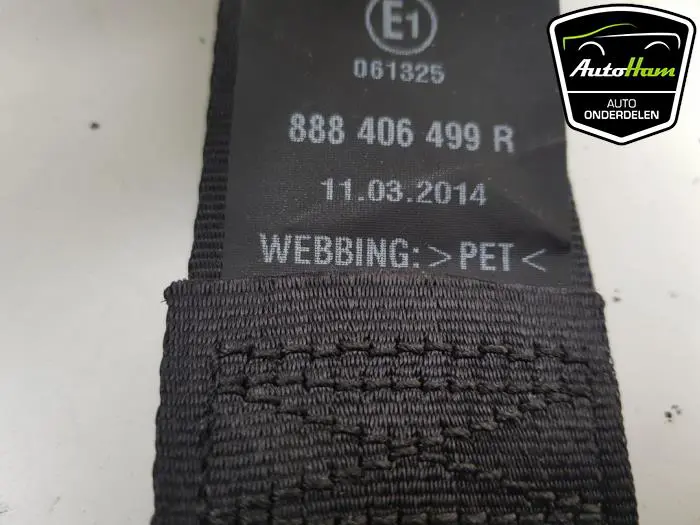 E1
061325
888 406 499 R
11.03.2014
WEBBING: >PET<
AutoHam
AUTO
ONDERDELEN